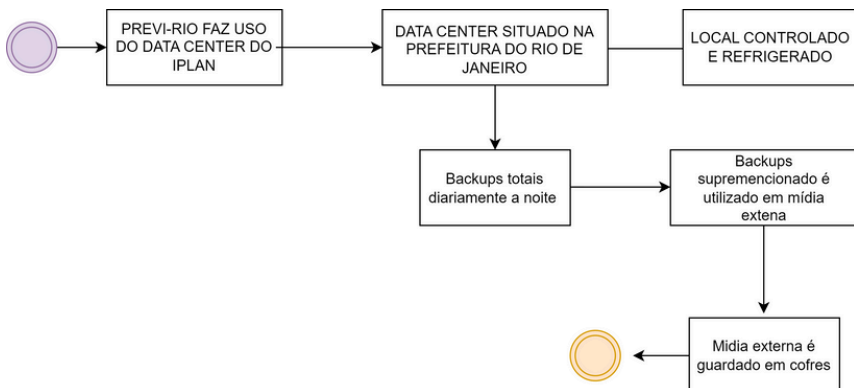 PREVI-RIO FAZ USO
DO DATA CENTER DO
IPLAN
DATA CENTER SITUADO NA
PREFEITURA DO RIO DE
JANEIRO
LOCAL CONTROLADO
E REFRIGERADO
Backups totais
diariamente a noite
Backups
supremencionado é
utilizado em mídia
extena
Midia externa é
guardado em cofres